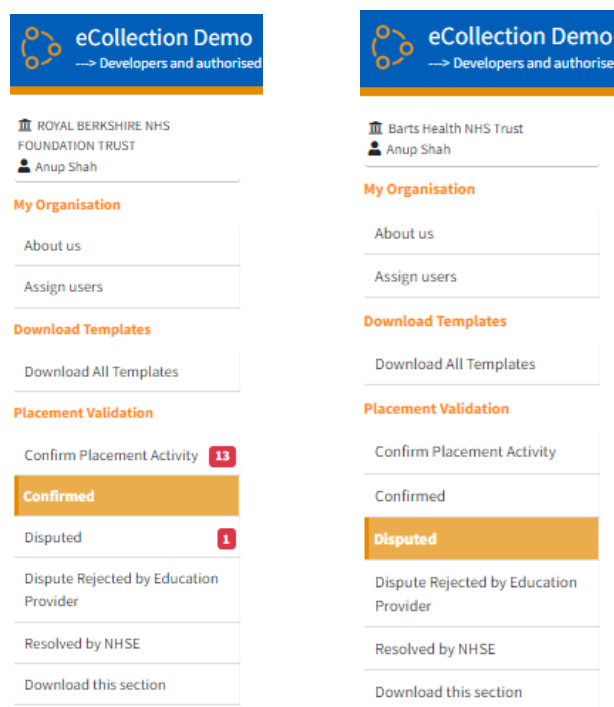 eCollection Demo
---> Developers and authorised
ROYAL BERKSHIRE NHS
FOUNDATION TRUST
Anup Shah
My Organisation
About us
Assign users
Download Templates
Download All Templates
Placement Validation
Confirm Placement Activity 13
Confirmed
Disputed 1
Dispute Rejected by Education
Provider
Resolved by NHSE
Download this section
eCollection Demo
---> Developers and authorise
Barts Health NHS Trust
Anup Shah
My Organisation
About us
Assign users
Download Templates
Download All Templates
Placement Validation
Confirm Placement Activity
Confirmed
Disputed
Dispute Rejected by Education
Provider
Resolved by NHSE
Download this section